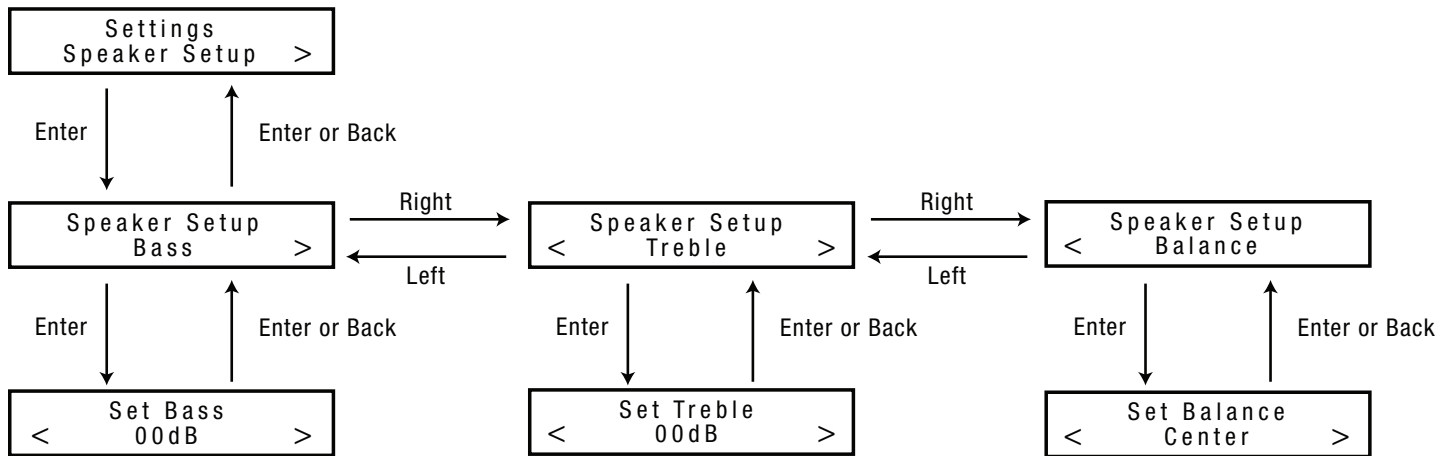 Settings
Speaker Setup >
Enter
Enter or Back
Speaker Setup
Bass >
Right
Left
Speaker Setup
< Treble >
Right
Left
Speaker Setup
< Balance
Enter
Enter or Back
Enter
Enter or Back
Enter
Enter or Back
Set Bass
< 00dB >
Set Treble
< 00dB >
Set Balance
< Center >